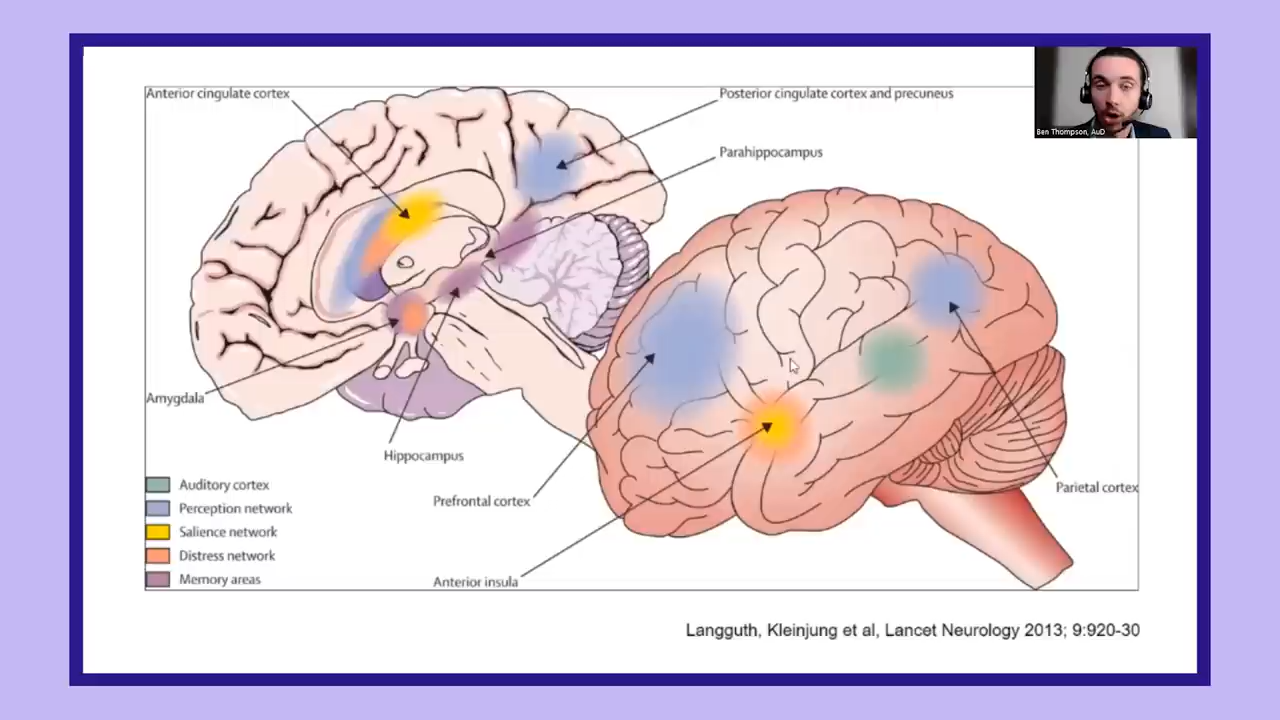 Anterior cingulate cortex
Posterior cingulate cortex and precuneus
Ben Thompson, AuD
Parahippocampus
Amygdala
Hippocampus
Auditory cortex
Perception network
Salience network
Distress network
Memory areas
Prefrontal cortex
Parietal cortex
Anterior insula
Langguth, Kleinjung et al, Lancet Neurology 2013; 9:920-30